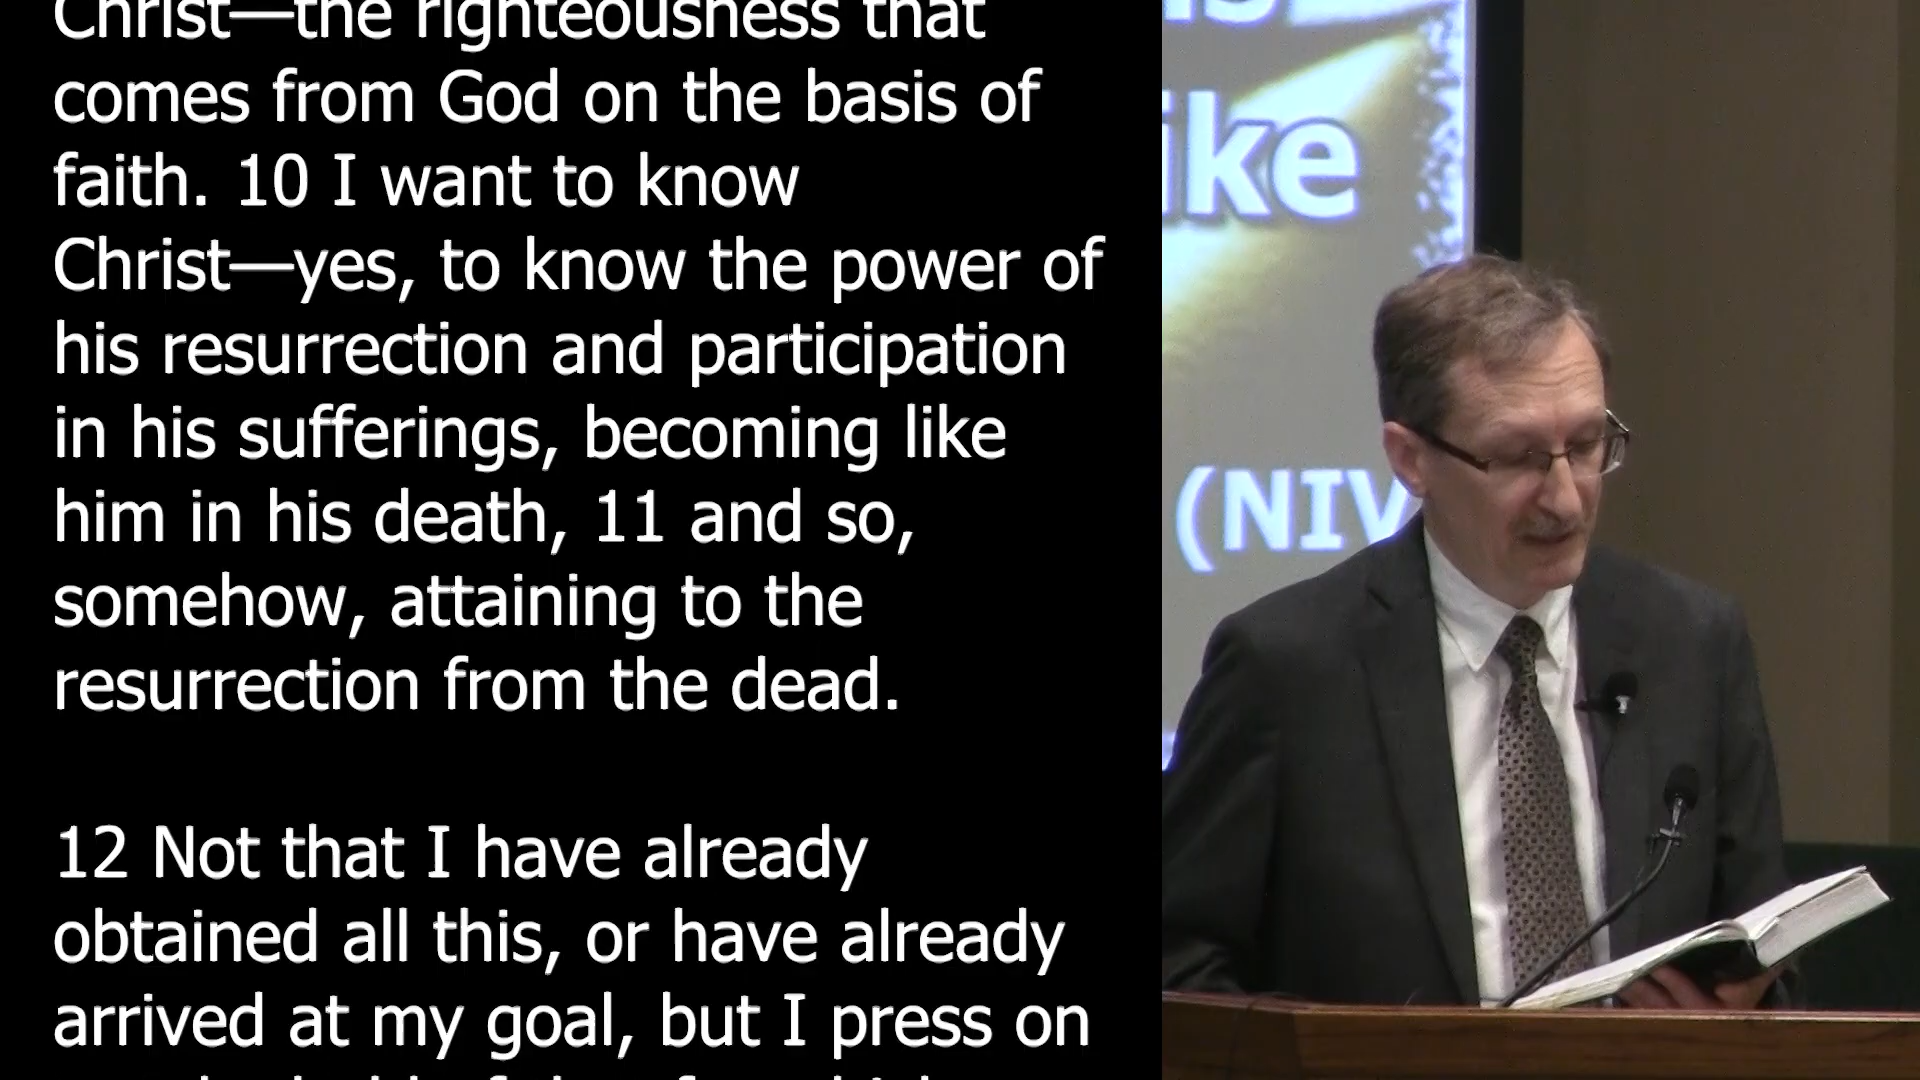 Christ—the righteousness that
comes from God on the basis of
faith. 10 I want to know
Christ—yes, to know the power of
his resurrection and participation
in his sufferings, becoming like
him in his death, 11 and so,
somehow, attaining to the
resurrection from the dead.
12 Not that I have already
obtained all this, or have already
arrived at my goal, but I press on
ike
(NIV